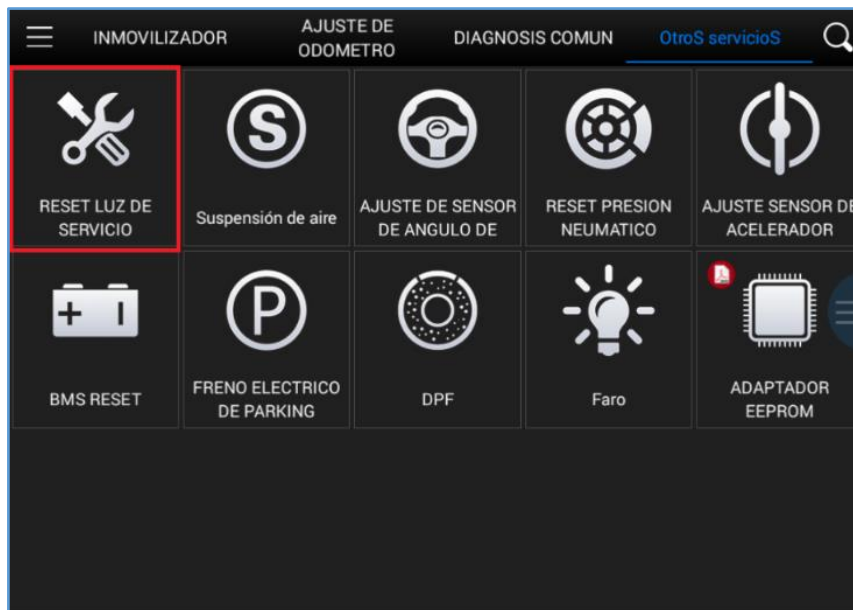 INMOVILIZADOR
AJUSTE DE
ODOMETRO
DIAGNOSIS COMUN
OtroS servicioS
RESET LUZ DE
SERVICIO
Suspensión de aire
AJUSTE DE SENSOR
DE ANGULO DE
RESET PRESION
NEUMATICO
AJUSTE SENSOR DE
ACELERADOR
BMS RESET
FRENO ELECTRICO
DE PARKING
DPF
Faro
ADAPTADOR
EEPROM